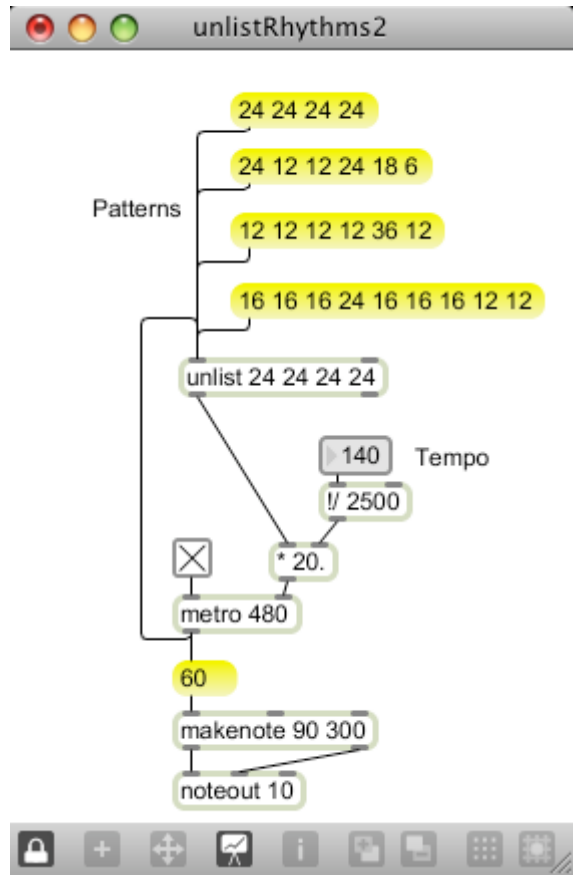 unlistRhythms2
24 24 24 24
24 12 12 24 18 6
Patterns
12 12 12 12 36 12
16 16 16 24 16 16 16 12 12
unlist 24 24 24 24
140
Tempo
!/ 2500
* 20.
metro 480
60
makenote 90 300
noteout 10